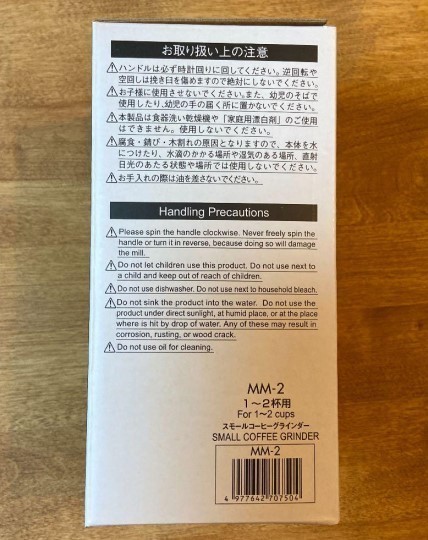 お取り扱い上の注意
⚠ハンドルは必ず時計回りに回してください。逆回転や
空回しは挽き臼を傷めますので絶対にしないでください。
⚠お子様に使用させないでください。また、幼児のそばで
使用したり、幼児の手の届く所に置かないでください。
⚠本製品は食器洗い乾燥機や「家庭用漂白剤」のご使用
はできません。使用しないでください。
⚠腐食・錆び・木割れの原因となりますので、本体を水
につけたり、水滴のかかる場所や湿気のある場所、直射
日光のあたる状態や場所では使用しないでください。
⚠お手入れの際は油を差さないでください。
Handling Precautions
⚠Please spin the handle clockwise. Never freely spin the
handle or turn it in reverse, because doing so will damage
the mill.
⚠Do not let children use this product. Do not use next to
a child and keep out of reach of children.
⚠Do not use dishwasher. Do not use next to household bleach.
⚠Do not sink the product into the water. Do not use the
product under direct sunlight, at humid place, or at the place
where is hit by drop of water. Any of these may result in
corrosion, rusting, or wood crack.
⚠Do not use oil for cleaning.
MM-2
1～2杯用
For 1~2 cups
スモールコーヒーグラインダー
SMALL COFFEE GRINDER
MM-2
4 977642 707504